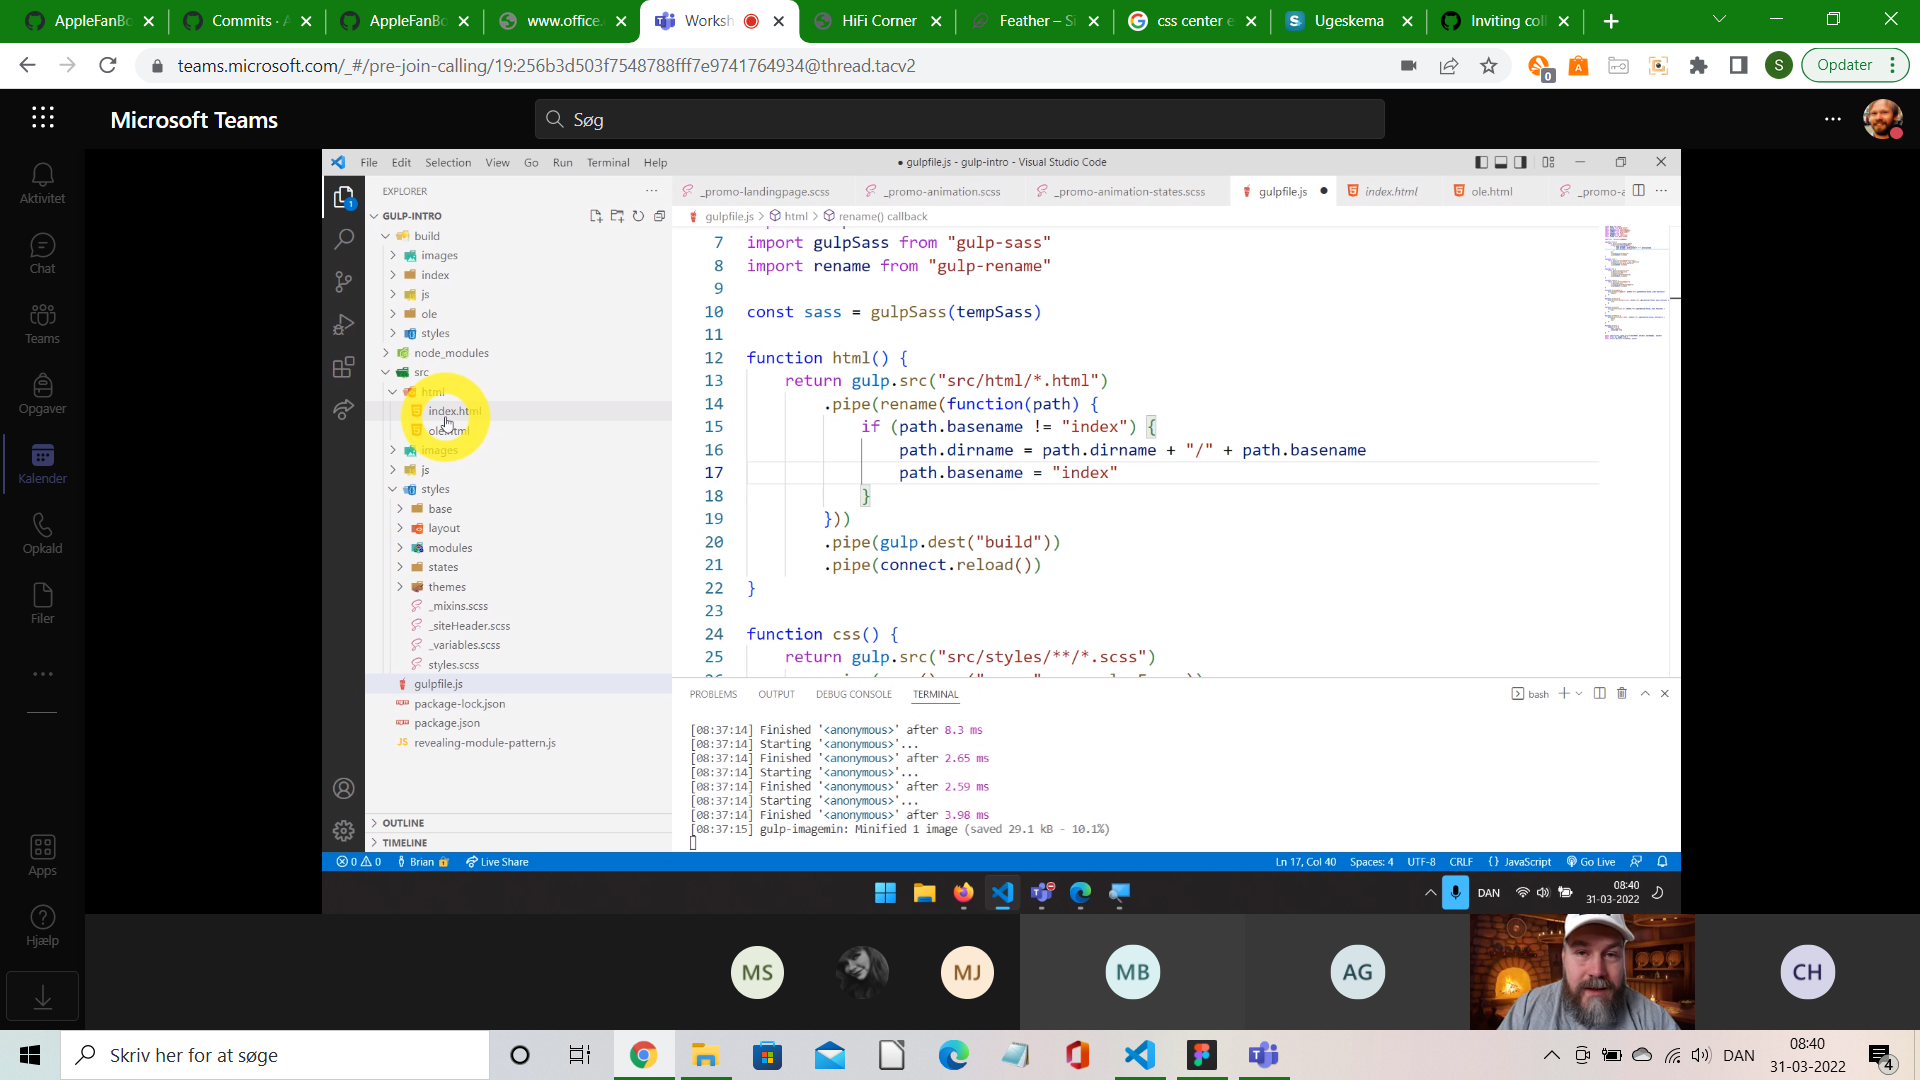 AppleFanBo
Commits · A
AppleFanBo
www.office.
Worksh
HiFi Corner
Feather – Si
css center e
Ugeskema
Inviting coll
teams.microsoft.com/_#/pre-join-calling/19:256b3d503f7548788fff7e9741764934@thread.tacv2
0
S
Opdater
Microsoft Teams
Søg
Aktivitet
Chat
Teams
Opgaver
Kalender
Opkald
Filer
Apps
Hjælp
File Edit Selection View Go Run Terminal Help
● gulpfile.js - gulp-intro - Visual Studio Code
1
EXPLORER
GULP-INTRO
build
images
index
js
ole
styles
node_modules
src
html
index.html
ole.html
images
js
styles
base
layout
modules
states
themes
_mixins.scss
_siteHeader.scss
_variables.scss
styles.scss
gulpfile.js
package-lock.json
package.json
JS revealing-module-pattern.js
OUTLINE
TIMELINE
_promo-landingpage.scss
_promo-animation.scss
_promo-animation-states.scss
gulpfile.js
index.html
ole.html
_promo-a
gulpfile.js > html > rename() callback
7 import gulpSass from "gulp-sass"
8 import rename from "gulp-rename"
9
10 const sass = gulpSass(tempSass)
11
12 function html() {
13 return gulp.src("src/html/*.html")
14 .pipe(rename(function(path) {
15 if (path.basename != "index") {
16 path.dirname = path.dirname + "/" + path.basename
17 path.basename = "index"
18 }
19 }))
20 .pipe(gulp.dest("build"))
21 .pipe(connect.reload())
22 }
23
24 function css() {
25 return gulp.src("src/styles/**/*.scss")
PROBLEMS OUTPUT DEBUG CONSOLE TERMINAL
bash
[08:37:14] Finished '<anonymous>' after 8.3 ms
[08:37:14] Starting '<anonymous>'...
[08:37:14] Finished '<anonymous>' after 2.65 ms
[08:37:14] Starting '<anonymous>'...
[08:37:14] Finished '<anonymous>' after 2.59 ms
[08:37:14] Starting '<anonymous>'...
[08:37:14] Finished '<anonymous>' after 3.98 ms
[08:37:15] gulp-imagemin: Minified 1 image (saved 29.1 kB - 10.1%)
0 0 Brian Live Share
Ln 17, Col 40 Spaces: 4 UTF-8 CRLF {} JavaScript Go Live
DAN
08:40
31-03-2022
MS
MJ
MB
AG
CH
Skriv her for at søge
DAN
08:40
31-03-2022
4